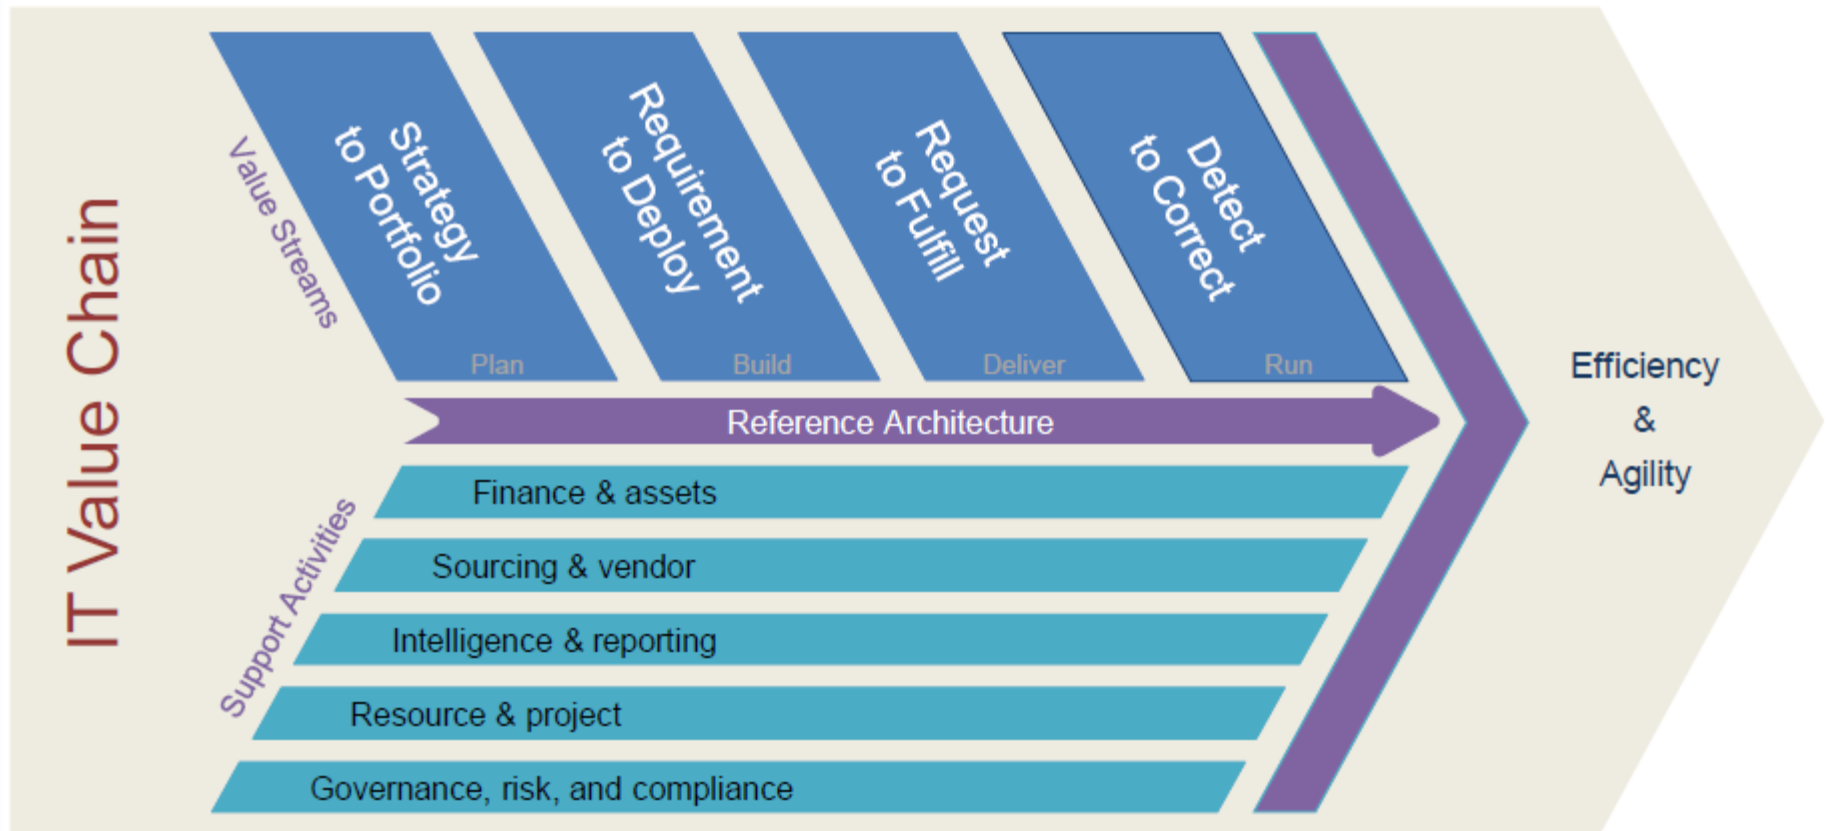 IT Value Chain
Value Streams
Strategy
to Portfolio
Plan
Requirement
to Deploy
Build
Request
to Fulfill
Deliver
Detect
to Correct
Run
Reference Architecture
Efficiency
&
Agility
Support Activities
Finance & assets
Sourcing & vendor
Intelligence & reporting
Resource & project
Governance, risk, and compliance